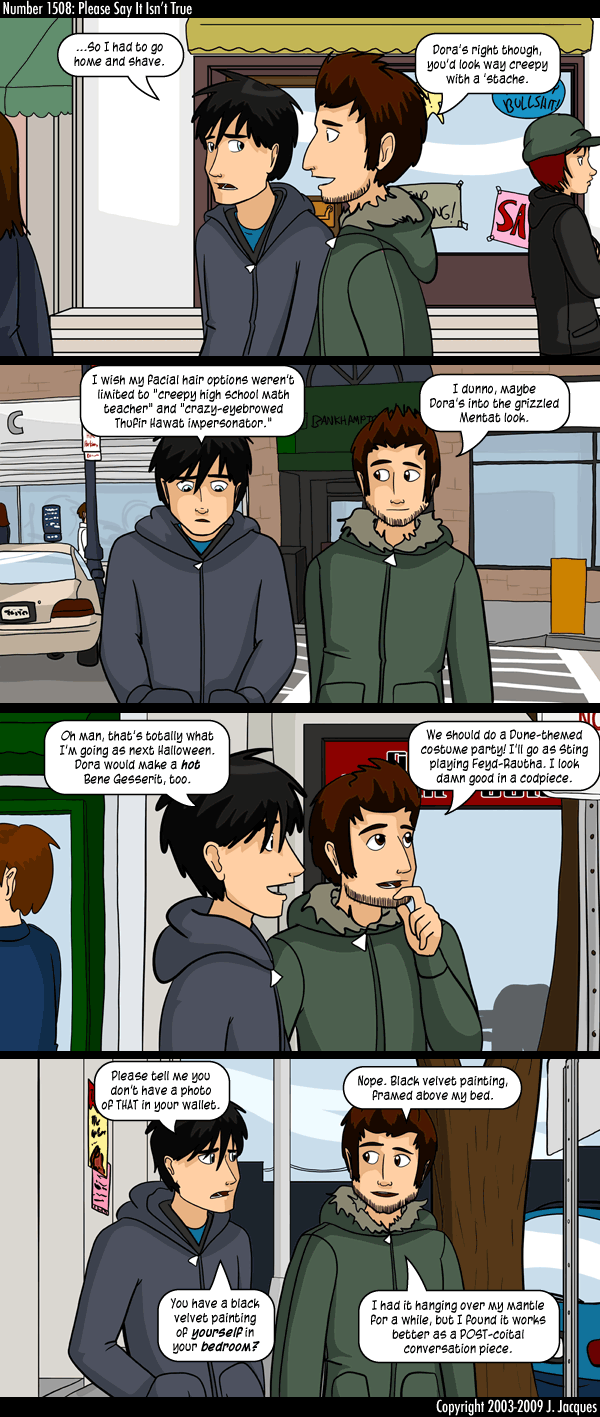 Number 1508: Please Say It Isn't True
...So I had to go
home and shave.
Dora's right though,
you'd look way creepy
with a 'stache.
BULLSHIT!
SA
I wish my facial hair options weren't
limited to "creepy high school math
teacher" and "crazy-eyebrowed
Thufir Hawat impersonator."
I dunno, maybe
Dora's into the grizzled
Mentat look.
Oh man, that's totally what
I'm going as next Halloween.
Dora would make a hot
Bene Gesserit, too.
We should do a Dune-themed
costume party! I'll go as Sting
playing Feyd-Rautha. I look
damn good in a codpiece.
Please tell me you
don't have a photo
of THAT in your wallet.
Nope. Black velvet painting,
framed above my bed.
You have a black
velvet painting
of yourself in
your bedroom?
I had it hanging over my mantle
for a while, but I found it works
better as a POST-coital
conversation piece.
Copyright 2003-2009 J. Jacques